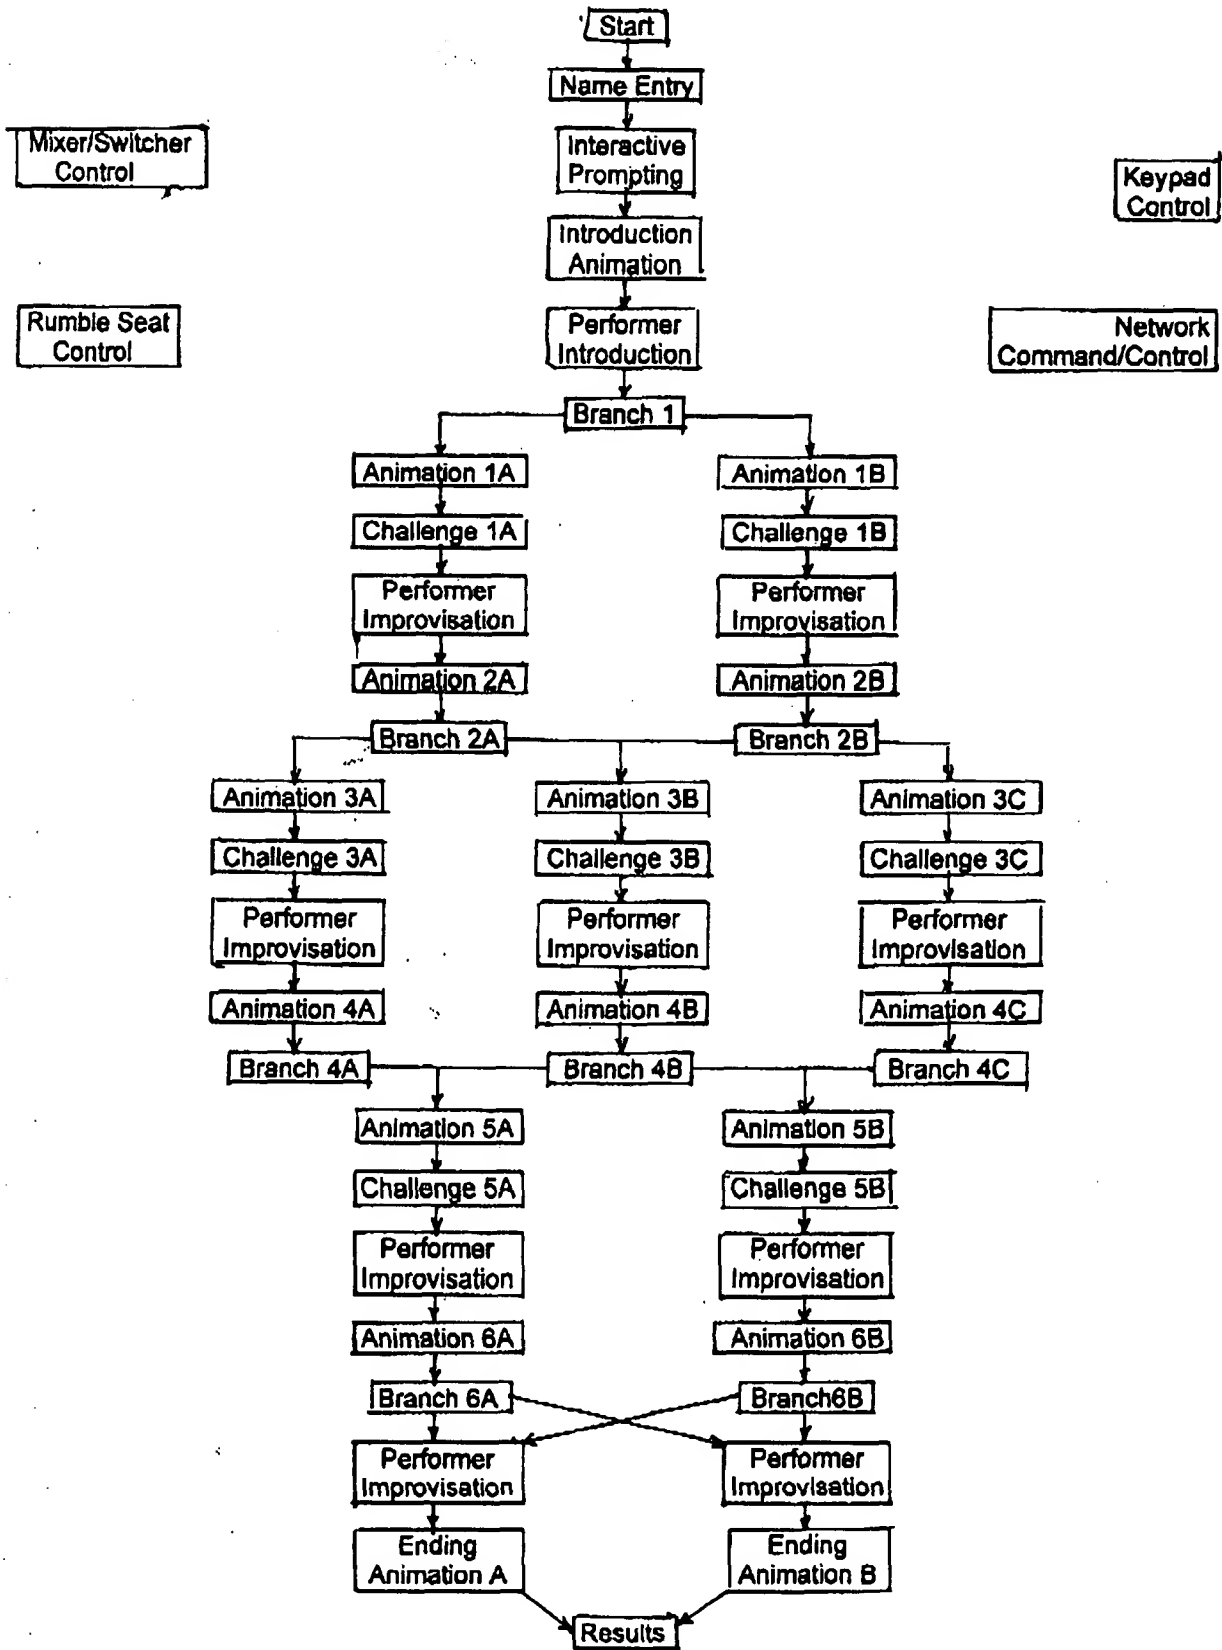 Start
Name Entry
Mixer/Switcher
Control
Interactive
Prompting
Keypad
Control
Introduction
Animation
Rumble Seat
Control
Performer
Introduction
Network
Command/Control
Branch 1
Animation 1A
Animation 1B
Challenge 1A
Challenge 1B
Performer
Improvisation
Performer
Improvisation
Animation 2A
Animation 2B
Branch 2A
Branch 2B
Animation 3A
Animation 3B
Animation 3C
Challenge 3A
Challenge 3B
Challenge 3C
Performer
Improvisation
Performer
Improvisation
Performer
Improvisation
Animation 4A
Animation 4B
Animation 4C
Branch 4A
Branch 4B
Branch 4C
Animation 5A
Animation 5B
Challenge 5A
Challenge 5B
Performer
Improvisation
Performer
Improvisation
Animation 6A
Animation 6B
Branch 6A
Branch6B
Performer
Improvisation
Performer
Improvisation
Ending
Animation A
Ending
Animation B
Results